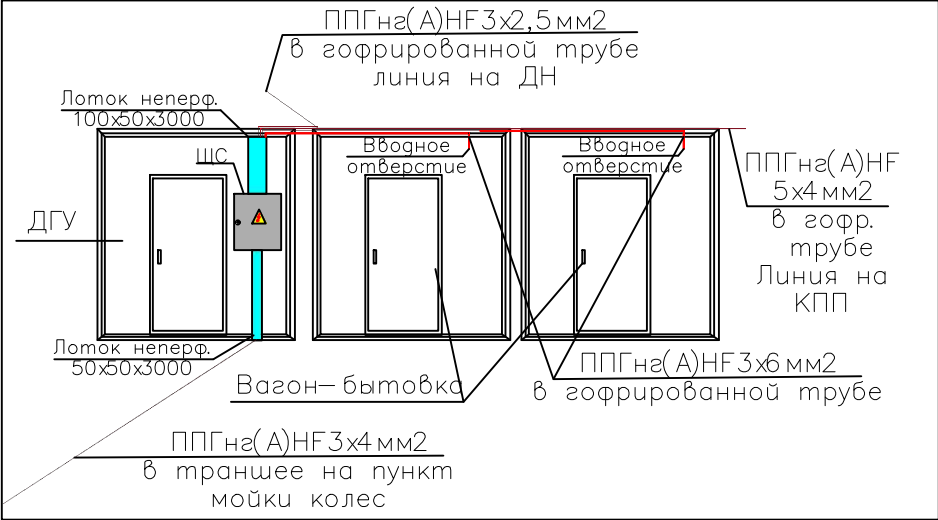 ППГнг(А)HF3х2,5мм2
в гофрированной трубе
линия на ДН
Лоток неперф.
100х50х3000
ЩС
Вводное
отверстие
Вводное
отверстие
ППГнг(А)HF
5х4мм2
в гофр.
трубе
Линия на
КПП
ДГУ
Лоток неперф.
50х50х3000
Вагон-бытовка
ППГнг(А)HF3х6мм2
в гофрированной трубе
ППГнг(А)HF3х4мм2
в траншее на пункт
мойки колес